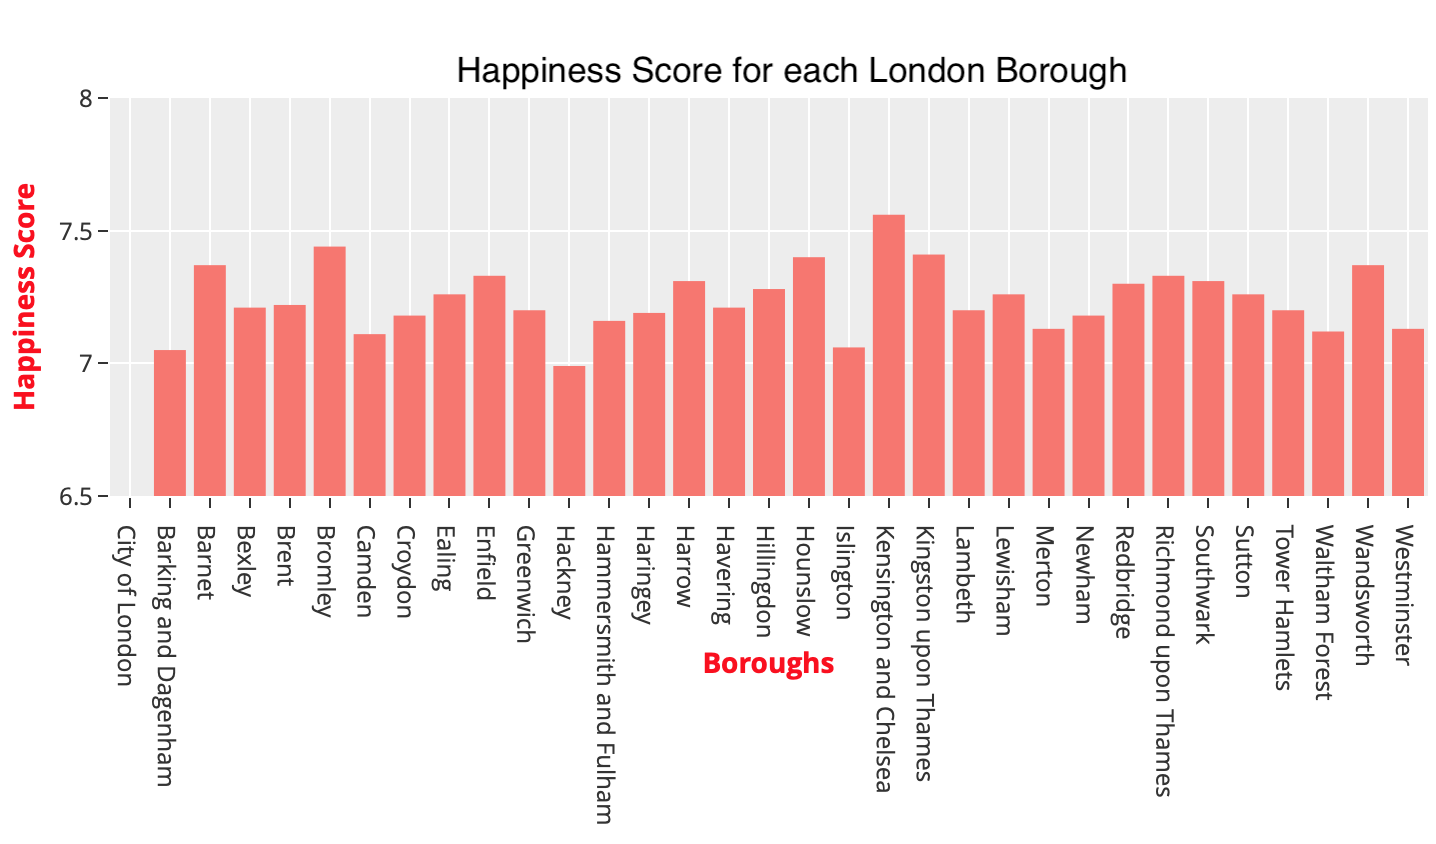 Happiness Score for each London Borough
Happiness Score
8
7.5
7
6.5
City of London
Barking and Dagenham
Barnet
Bexley
Brent
Bromley
Camden
Croydon
Ealing
Enfield
Greenwich
Hackney
Hammersmith and Fulham
Haringey
Harrow
Havering
Hillingdon
Hounslow
Islington
Kensington and Chelsea
Kingston upon Thames
Lambeth
Lewisham
Merton
Newham
Redbridge
Richmond upon Thames
Southwark
Sutton
Tower Hamlets
Waltham Forest
Wandsworth
Westminster
Boroughs